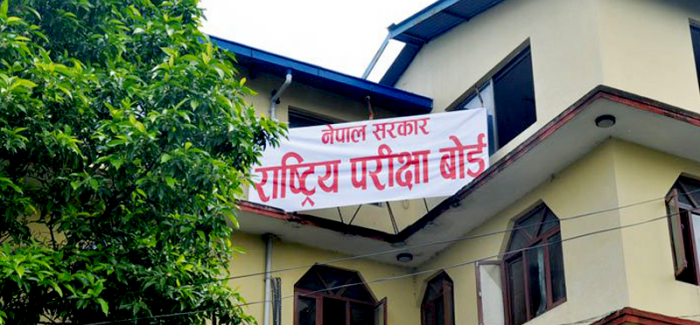 नेपाल सरकार
राष्ट्रिय परीक्षा बोर्ड